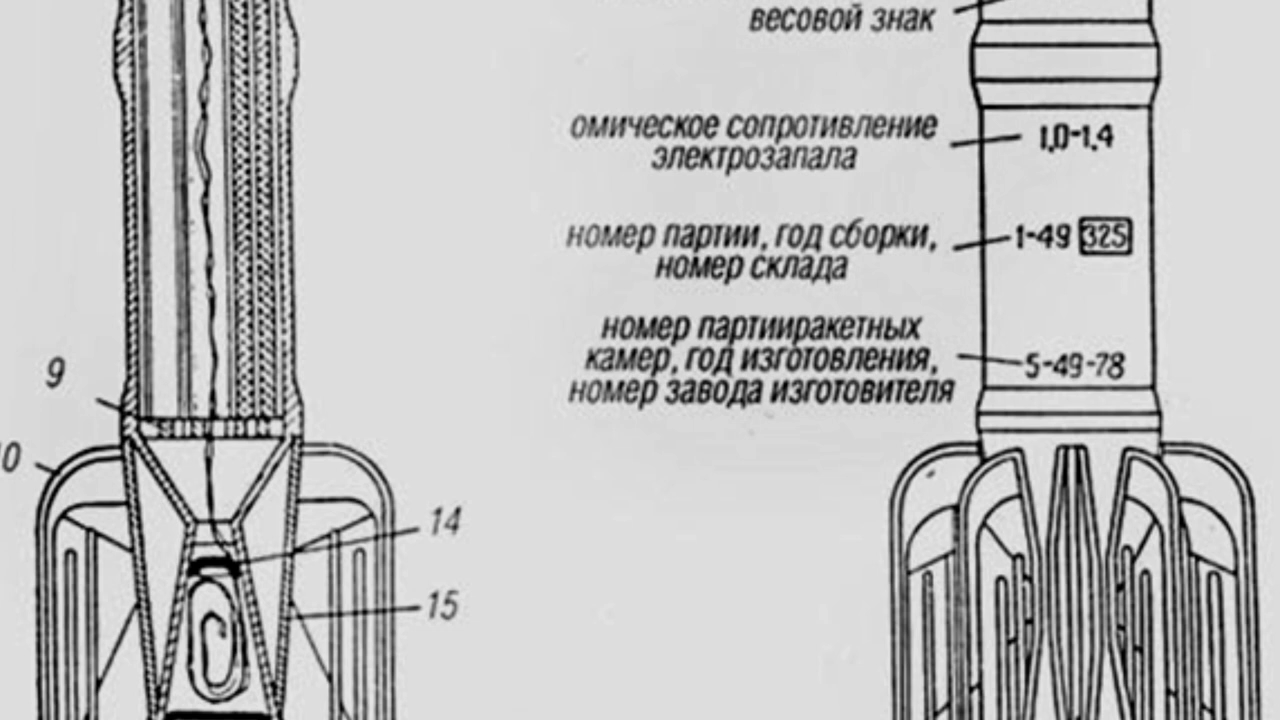 весовой знак
омическое сопротивление
электрозапала
1,0-1,4
номер партии, год сборки,
номер склада
1-49 325
номер партииракетных
камер, год изготовления,
номер завода изготовителя
5-49-78
9
10
14
15